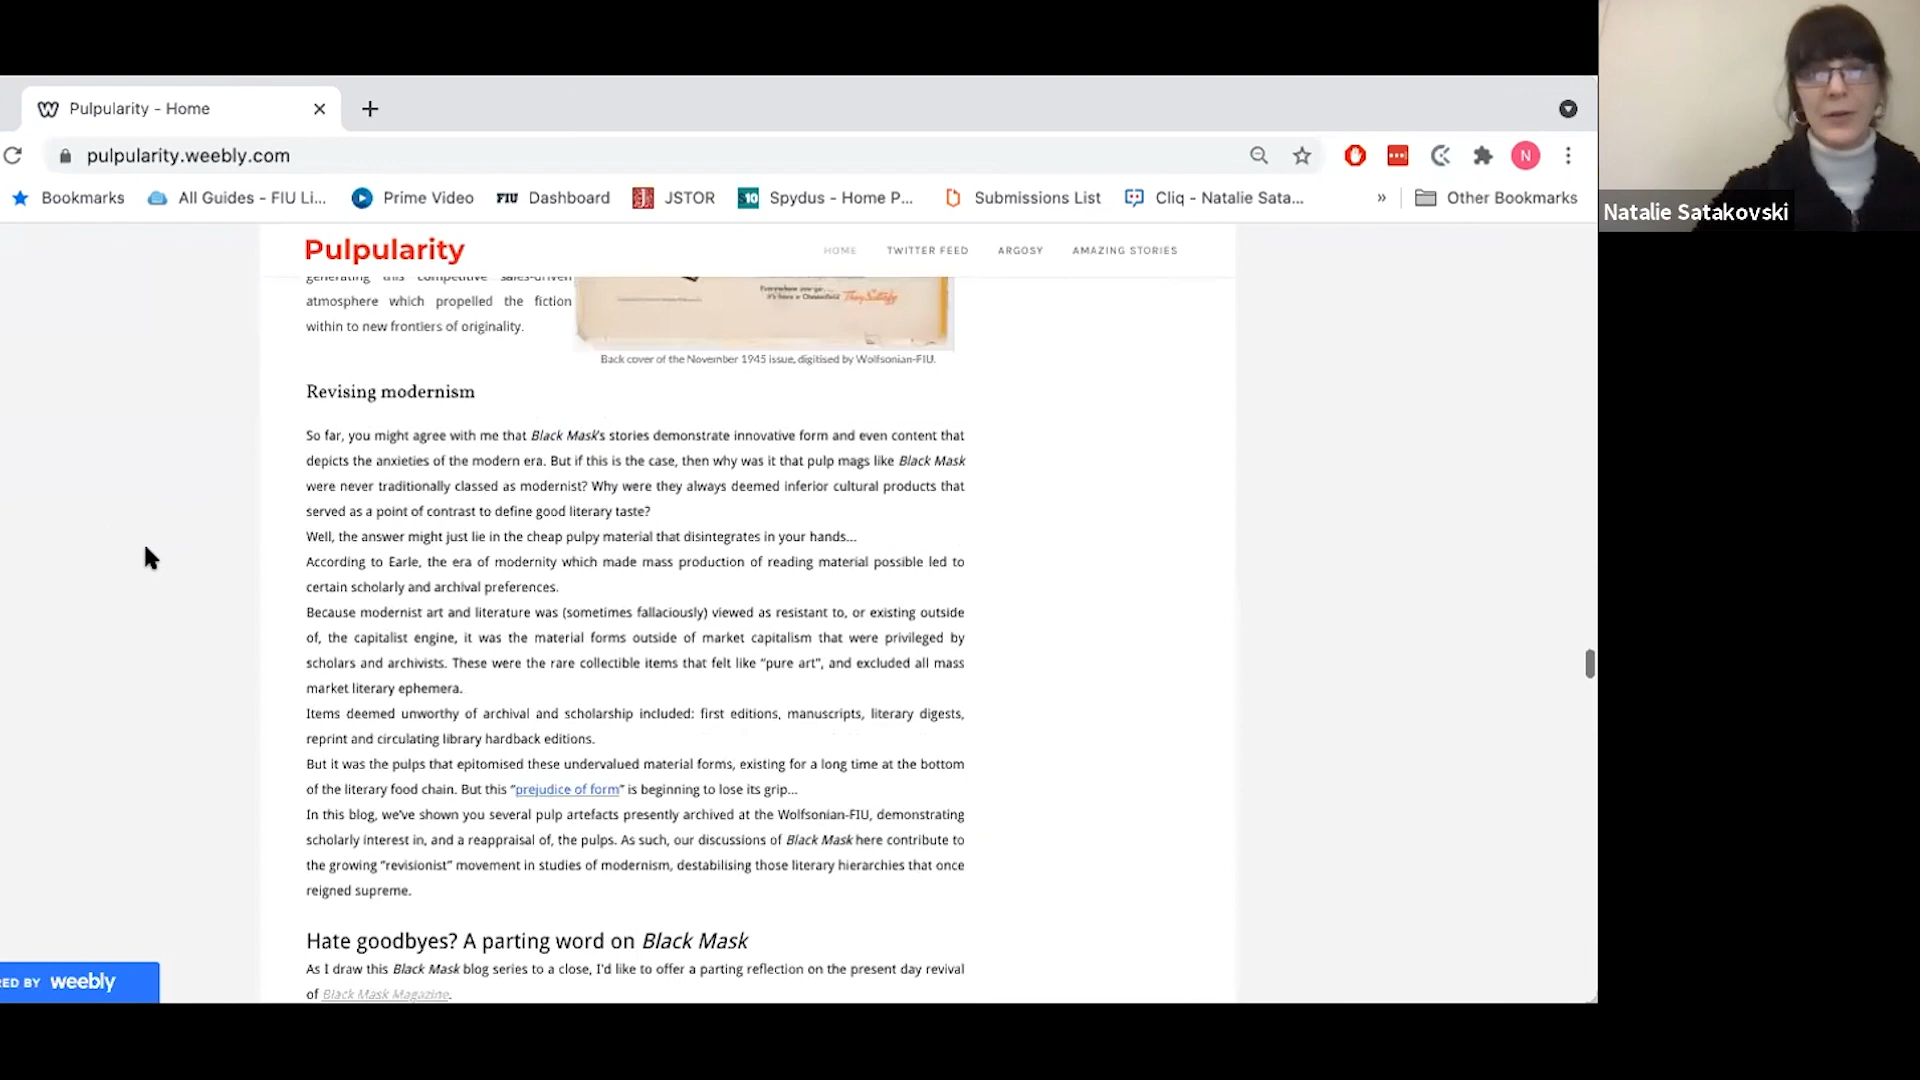 Pulpularity - Home
pulpularity.weebly.com
N
Bookmarks
All Guides - FIU Li...
Prime Video
FIU Dashboard
JSTOR
Spydus - Home P...
Submissions List
Cliq - Natalie Sata...
»
Other Bookmarks
Natalie Satakovski
Pulpularity
HOME
TWITTER FEED
ARGOSY
AMAZING STORIES
generating this competitive sales-driven
atmosphere which propelled the fiction
within to new frontiers of originality.
They Satisfy
Back cover of the November 1945 issue, digitised by Wolfsonian-FIU.
Revising modernism
So far, you might agree with me that Black Mask's stories demonstrate innovative form and even content that
depicts the anxieties of the modern era. But if this is the case, then why was it that pulp mags like Black Mask
were never traditionally classed as modernist? Why were they always deemed inferior cultural products that
served as a point of contrast to define good literary taste?
Well, the answer might just lie in the cheap pulpy material that disintegrates in your hands...
According to Earle, the era of modernity which made mass production of reading material possible led to
certain scholarly and archival preferences.
Because modernist art and literature was (sometimes fallaciously) viewed as resistant to, or existing outside
of, the capitalist engine, it was the material forms outside of market capitalism that were privileged by
scholars and archivists. These were the rare collectible items that felt like “pure art”, and excluded all mass
market literary ephemera.
Items deemed unworthy of archival and scholarship included: first editions, manuscripts, literary digests,
reprint and circulating library hardback editions.
But it was the pulps that epitomised these undervalued material forms, existing for a long time at the bottom
of the literary food chain. But this “prejudice of form” is beginning to lose its grip...
In this blog, we've shown you several pulp artefacts presently archived at the Wolfsonian-FIU, demonstrating
scholarly interest in, and a reappraisal of, the pulps. As such, our discussions of Black Mask here contribute to
the growing “revisionist” movement in studies of modernism, destabilising those literary hierarchies that once
reigned supreme.
Hate goodbyes? A parting word on Black Mask
As I draw this Black Mask blog series to a close, I'd like to offer a parting reflection on the present day revival
of Black Mask Magazine.
RED BY weebly